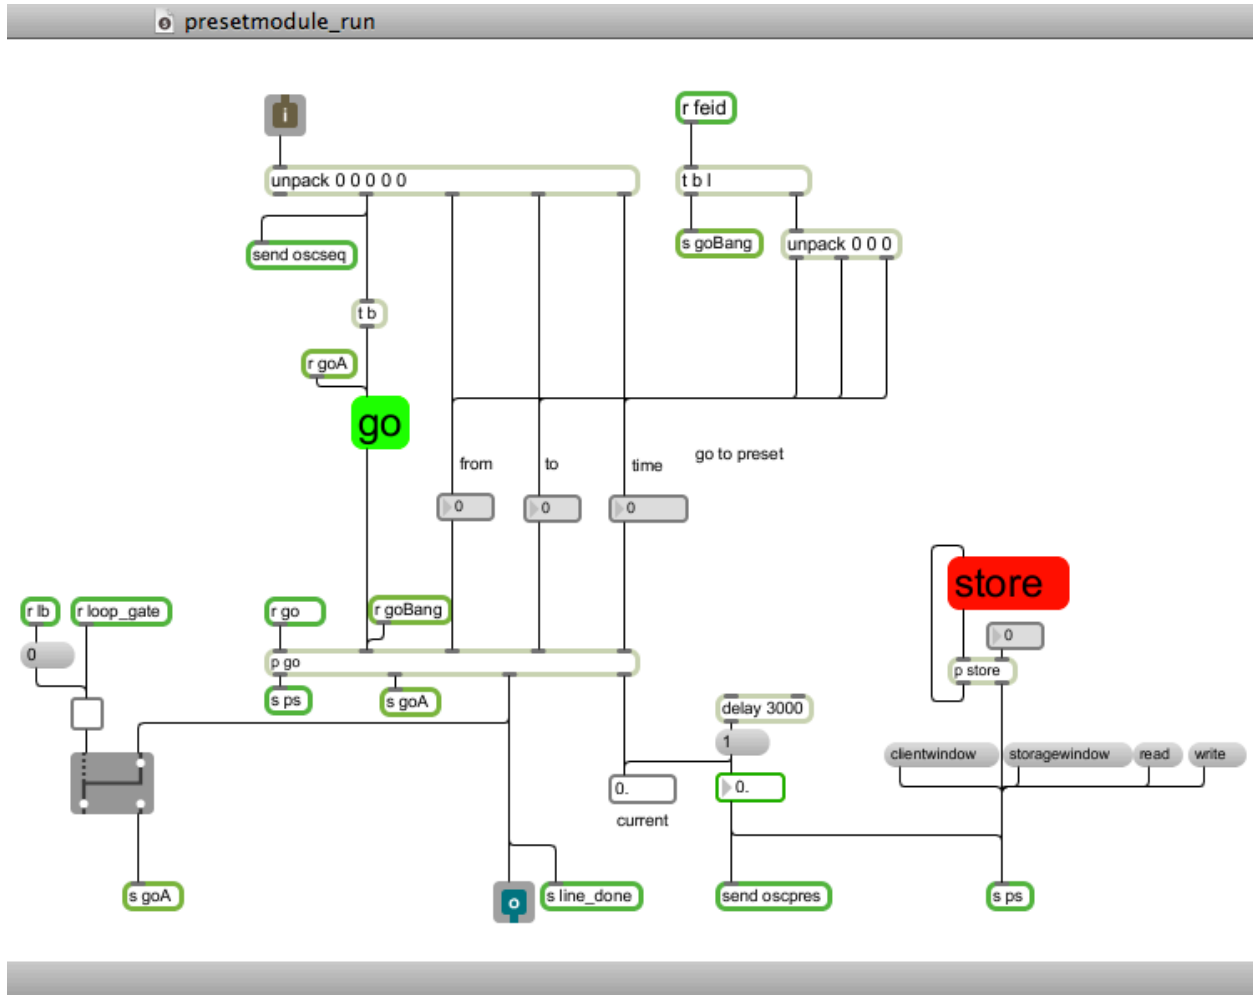 presetmodule_run
i
r feid
unpack 0 0 0 0 0
t b l
send oscseq
s goBang
unpack 0 0 0
t b
r goA
go
from
to
time
go to preset
0
0
0
store
r lb
r loop_gate
r go
r goBang
0
0
p go
p store
s ps
s goA
delay 3000
1
clientwindow
storagewindow
read
write
0.
0.
current
s goA
o
s line_done
send oscpres
s ps